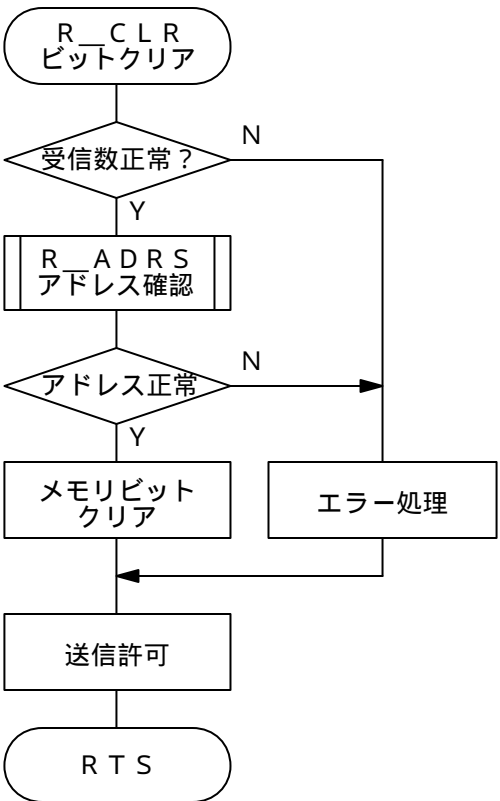 R＿CLR
ビットクリア
N
受信数正常？
Y
R＿ADRS
アドレス確認
N
アドレス正常
Y
メモリビット
クリア
エラー処理
送信許可
RTS